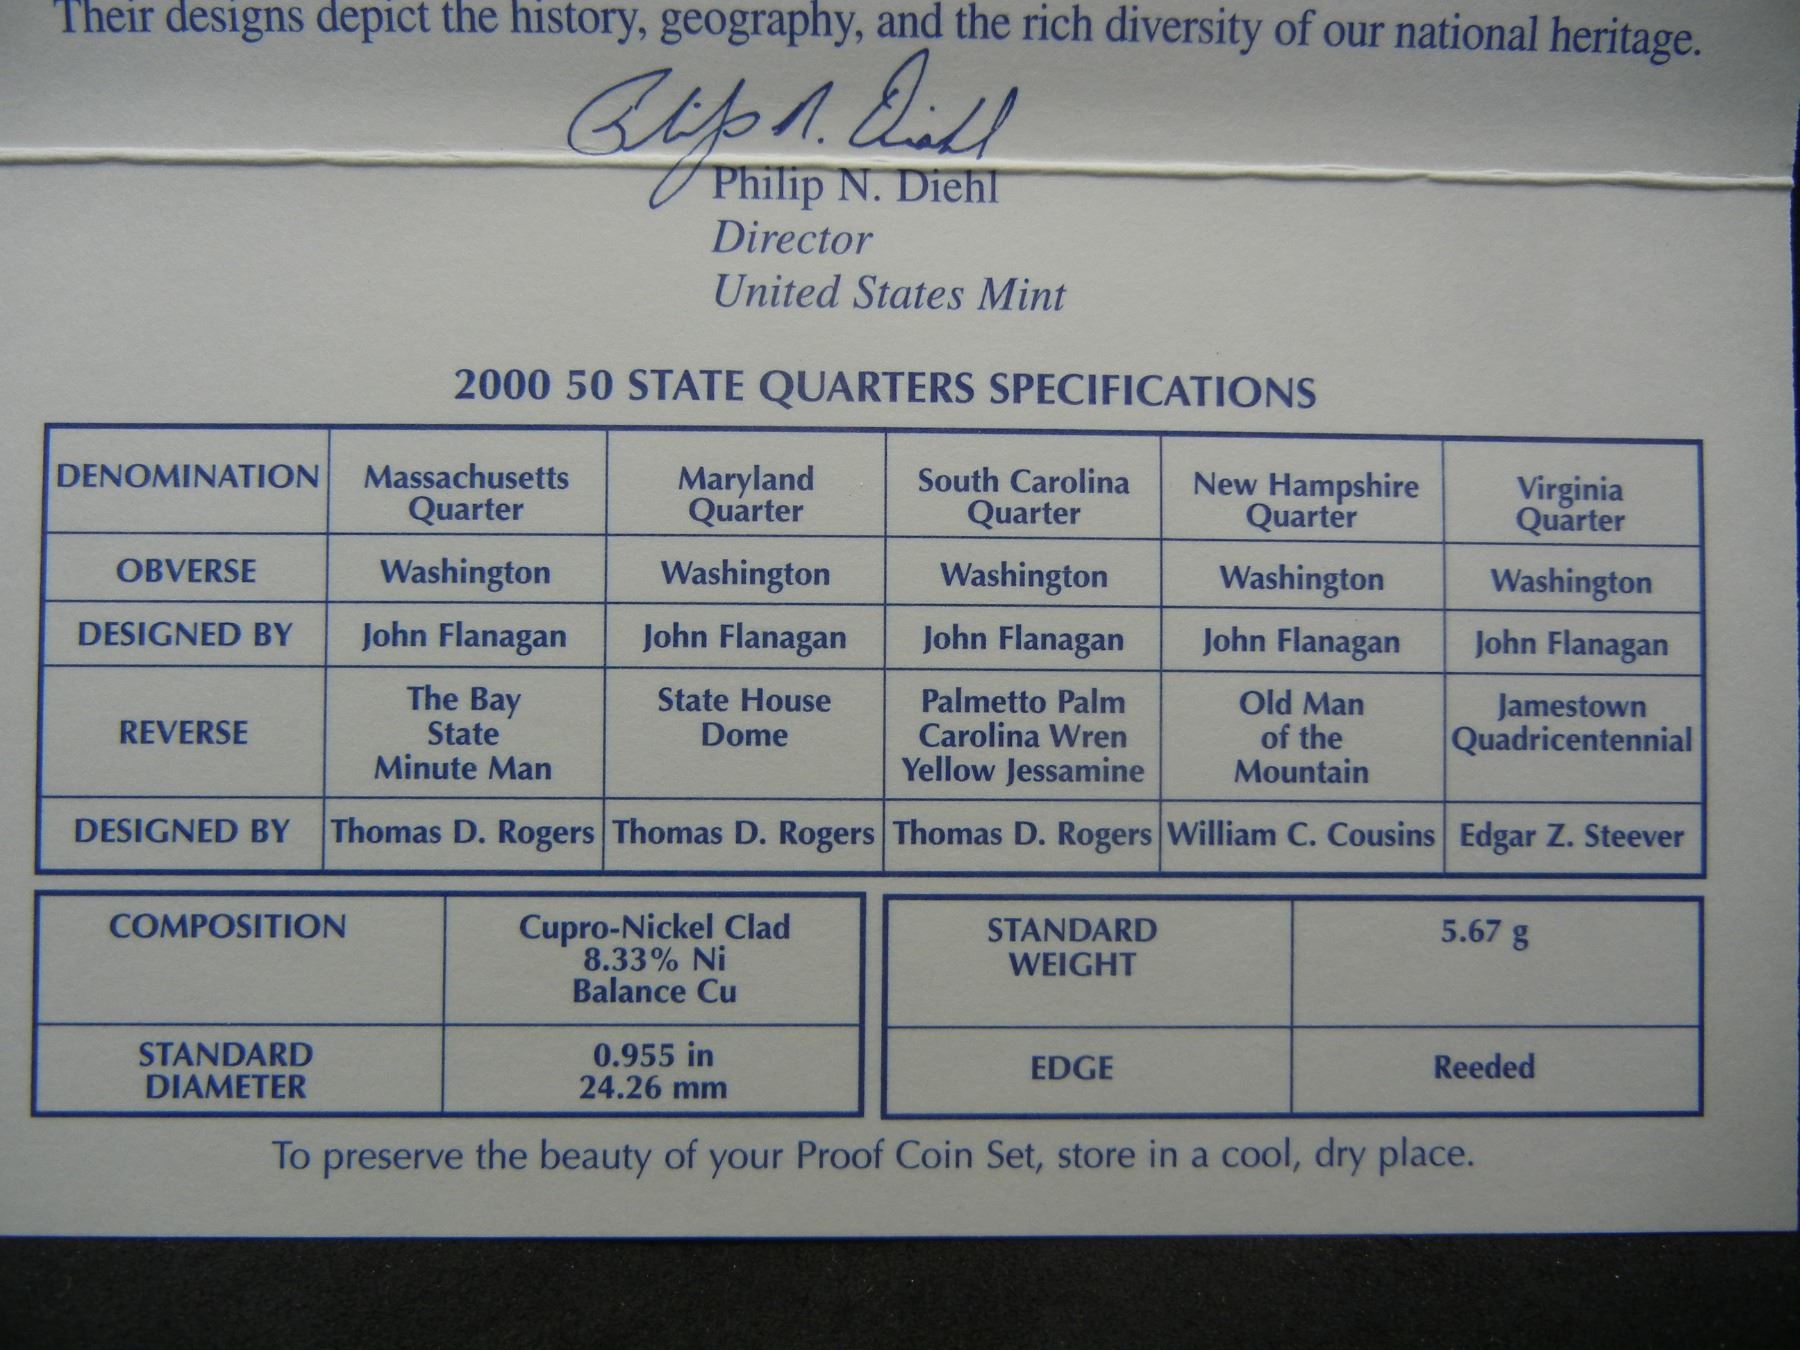 Their designs depict the history, geography, and the rich diversity of our national heritage.
Philip N. Diehl
Philip N. Diehl
Director
United States Mint
2000 50 STATE QUARTERS SPECIFICATIONS
DENOMINATION Massachusetts Quarter Maryland Quarter South Carolina Quarter New Hampshire Quarter Virginia Quarter
OBVERSE Washington Washington Washington Washington Washington
DESIGNED BY John Flanagan John Flanagan John Flanagan John Flanagan John Flanagan
REVERSE The Bay State Minute Man State House Dome Palmetto Palm Carolina Wren Yellow Jessamine Old Man of the Mountain Jamestown Quadricentennial
DESIGNED BY Thomas D. Rogers Thomas D. Rogers Thomas D. Rogers William C. Cousins Edgar Z. Steever
COMPOSITION Cupro-Nickel Clad
8.33% Ni
Balance Cu
STANDARD DIAMETER 0.955 in
24.26 mm
STANDARD WEIGHT 5.67 g
EDGE Reeded
To preserve the beauty of your Proof Coin Set, store in a cool, dry place.